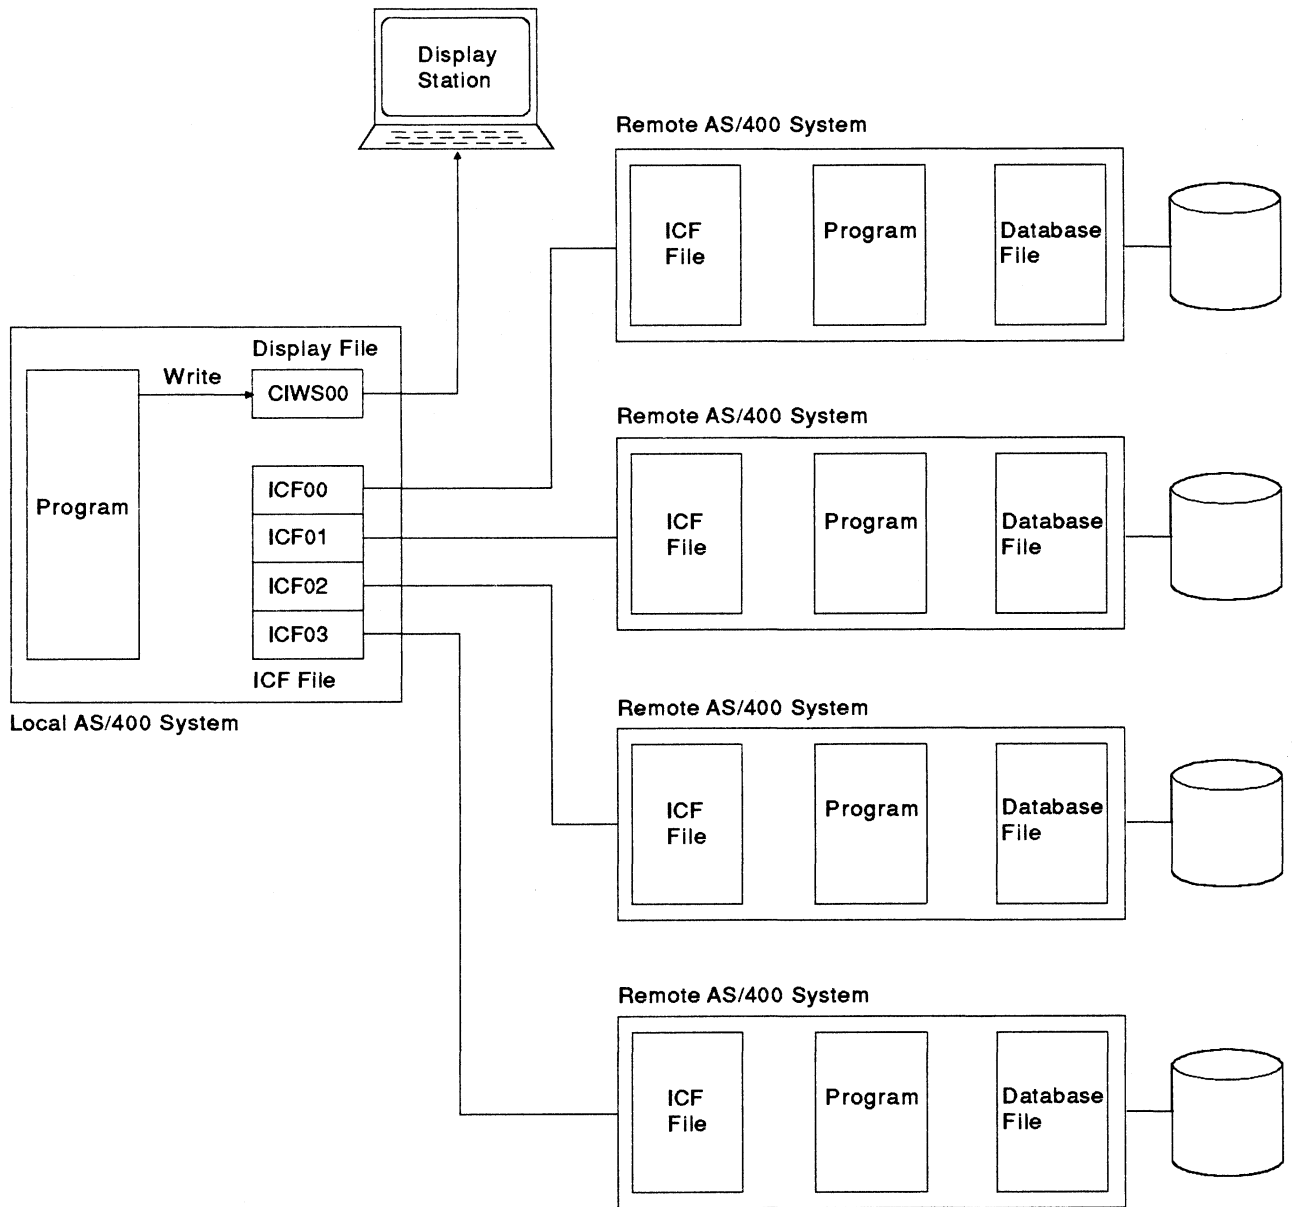 Display
Station
Remote AS/400 System
ICF
File
Program
Database
File
Display File
Write
CIWS00
Remote AS/400 System
ICF00
Program
ICF01
ICF02
ICF03
ICF File
Local AS/400 System
ICF
File
Program
Database
File
Remote AS/400 System
ICF
File
Program
Database
File
Remote AS/400 System
ICF
File
Program
Database
File